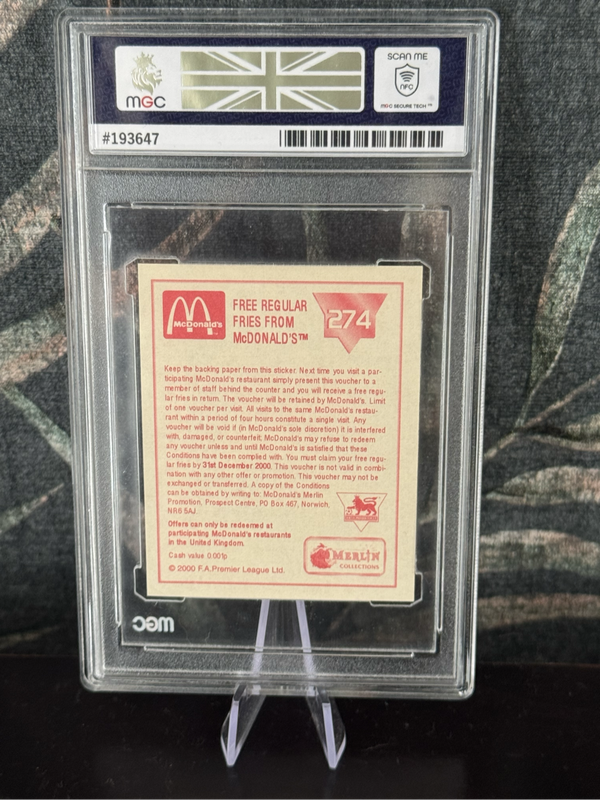 MGC
SCAN ME
NFC
MGC SECURE TECH™
#193647
McDonald's
FREE REGULAR
FRIES FROM
McDONALD'S™
274
Keep the backing paper from this sticker. Next time you visit a par-
ticipating McDonald's restaurant simply present this voucher to a
member of staff behind the counter and you will receive a free regu-
lar fries in return. The voucher will be retained by McDonald's. Limit
of one voucher per visit. All visits to the same McDonald's restau-
rant within a period of four hours constitute a single visit. Any
voucher will be void if (in McDonald's sole discretion) it is interfered
with, damaged, or counterfeit. McDonald's may refuse to redeem
any voucher unless and until McDonald's is satisfied that these
Conditions have been complied with. You must claim your free regu-
lar fries by 31st December 2000. This voucher is not valid in combi-
nation with any other offer or promotion. This voucher may not be
exchanged or transferred. A copy of the Conditions
can be obtained by writing to: McDonald's Merlin
Promotion, Prospect Centre, PO Box 467, Norwich,
NR6 5AJ
Offers can only be redeemed at
participating McDonald's restaurants
in the United Kingdom.
Cash value 0.001p
© 2000 F.A.Premier League Ltd.
MERLIN
COLLECTIONS
MGC